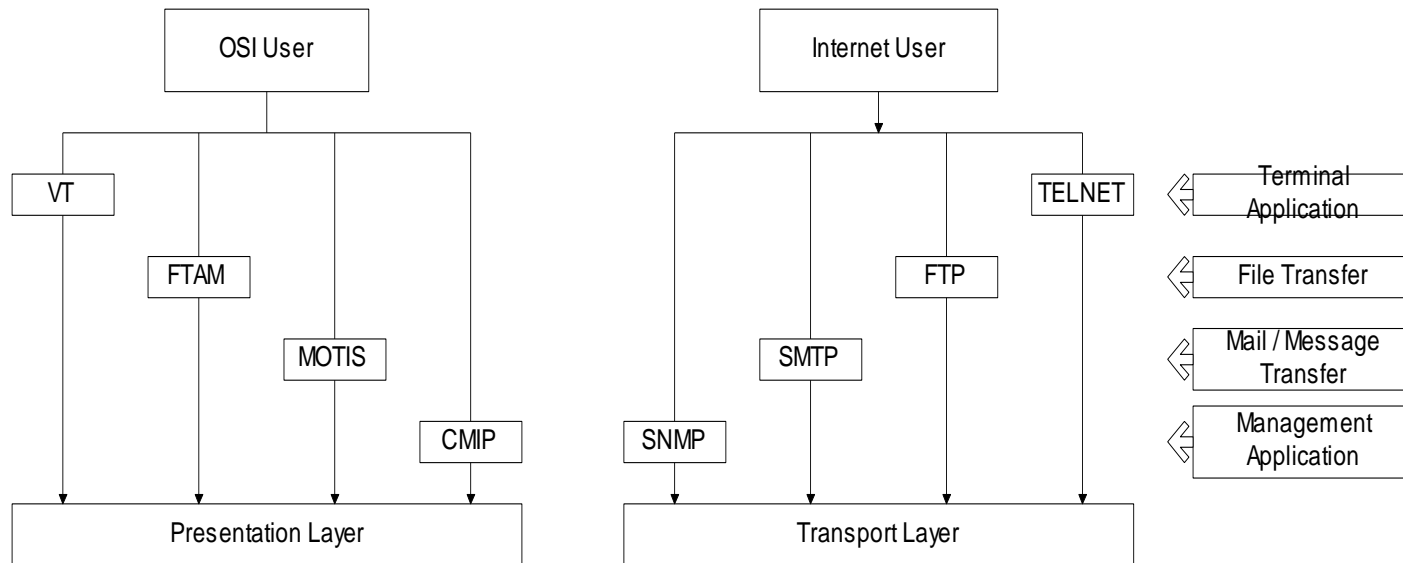 OSI User
Internet User
VT
TELNET
Terminal
Application
FTAM
FTP
File Transfer
MOTIS
SMTP
Mail / Message
Transfer
CMIP
SNMP
Management
Application
Presentation Layer
Transport Layer